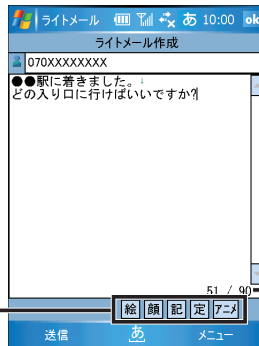 ライトメール あ 10:00 ok
ライトメール作成
070XXXXXXXX
●●駅に着きました。↓
どの入り口に行けばいいですか?
51 / 90
絵 顔 記 定 アニメ
送信 あ メニュー